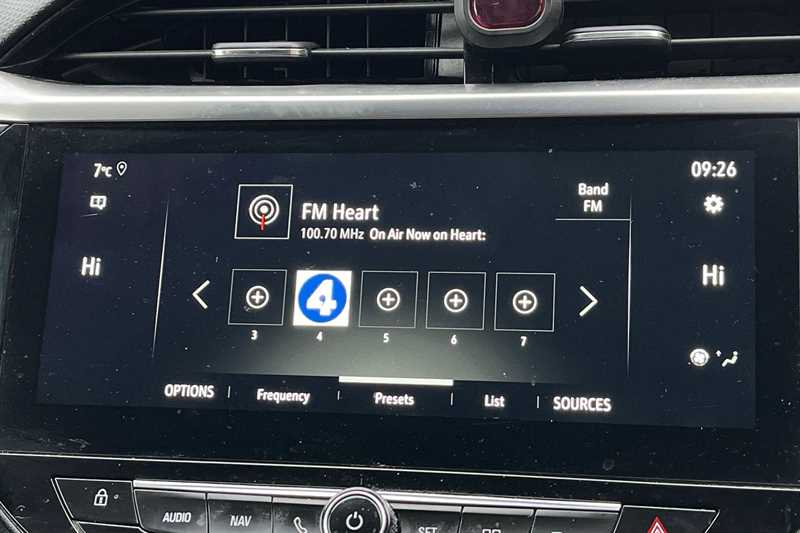 7°C
09:26
FM Heart
100.70 MHz On Air Now on Heart:
Band
FM
Hi
Hi
4
3 4 5 6 7
OPTIONS Frequency Presets List SOURCES
AUDIO NAV SET